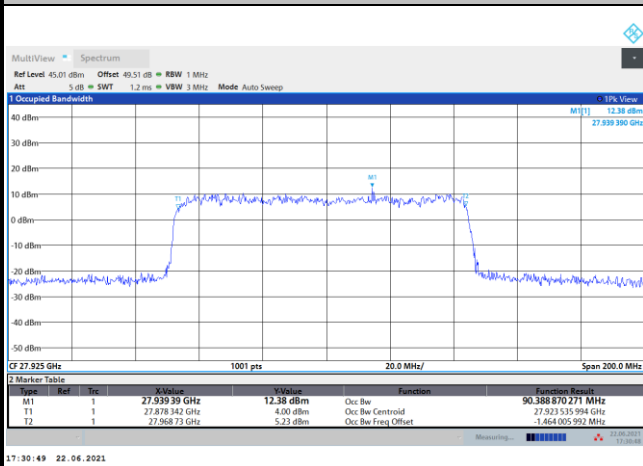 MultiView Spectrum
Ref Level 45.01 dBm Offset 49.51 dB RBW 1 MHz
Att 5 dB SWT 1.2 ms VBW 3 MHz Mode Auto Sweep
1 Occupied Bandwidth 1Pk View
M1[1] 12.38 dBm
27.939 390 GHz
40 dBm
30 dBm
20 dBm
M1
10 dBm
T1 T2
0 dBm
-10 dBm
-20 dBm
-30 dBm
-40 dBm
-50 dBm
CF 27.925 GHz 1001 pts 20.0 MHz/ Span 200.0 MHz
2 Marker Table
Type Ref Trc X-Value Y-Value Function Function Result
M1 1 27.939 39 GHz 12.38 dBm Occ Bw 90.388 870 271 MHz
T1 1 27.878 342 GHz 4.00 dBm Occ Bw Centroid 27.923 535 994 GHz
T2 1 27.968 73 GHz 5.23 dBm Occ Bw Freq Offset -1.464 005 992 MHz
Measuring... 22.06.2021
17:30:48
17:30:49 22.06.2021